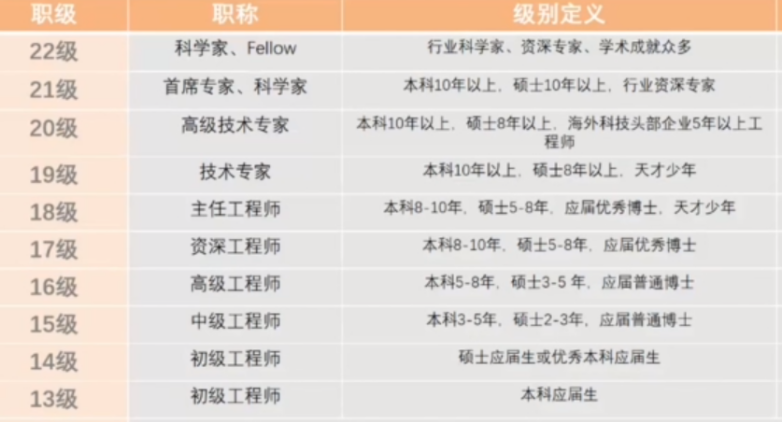 职级 职称 级别定义
22级 科学家、Fellow 行业科学家、资深专家、学术成就众多
21级 首席专家、科学家 本科10年以上，硕士10年以上，行业资深专家
20级 高级技术专家 本科10年以上，硕士8年以上，海外科技头部企业5年以上工
程师
19级 技术专家 本科10年以上，硕士8年以上，天才少年
18级 主任工程师 本科8-10年，硕士5-8年，应届优秀博士，天才少年
17级 资深工程师 本科8-10年，硕士5-8年，应届优秀博士
16级 高级工程师 本科5-8年，硕士3-5 年，应届普通博士
15级 中级工程师 本科3-5年，硕士2-3年，应届普通博士
14级 初级工程师 硕士应届生或优秀本科应届生
13级 初级工程师 本科应届生